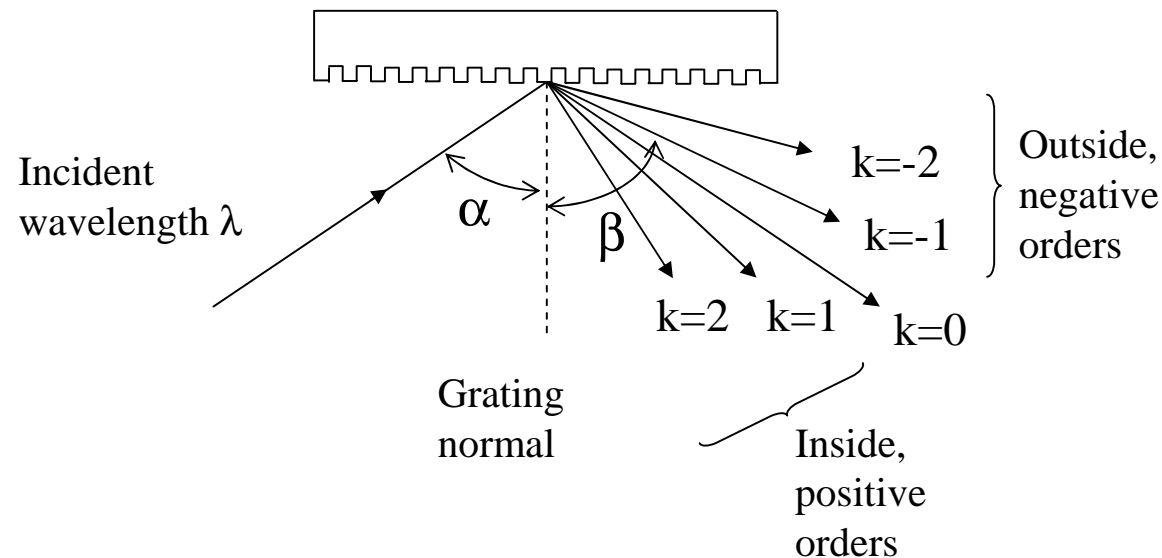 Incident
wavelength λ
α
β
k=-2
k=-1
k=2
k=1
k=0
Outside,
negative
orders
Grating
normal
Inside,
positive
orders